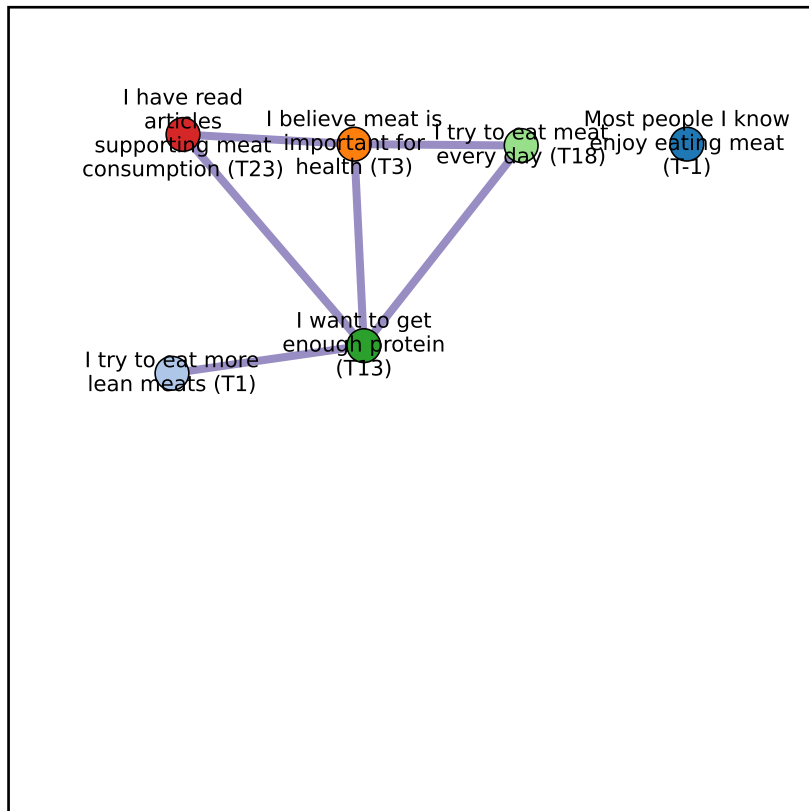 I have read
articles
supporting meat
consumption (T23)
I believe meat is
important for
health (T3)
I try to eat meat
every day (T18)
Most people I know
enjoy eating meat
(T-1)
I want to get
enough protein
(T13)
I try to eat more
lean meats (T1)